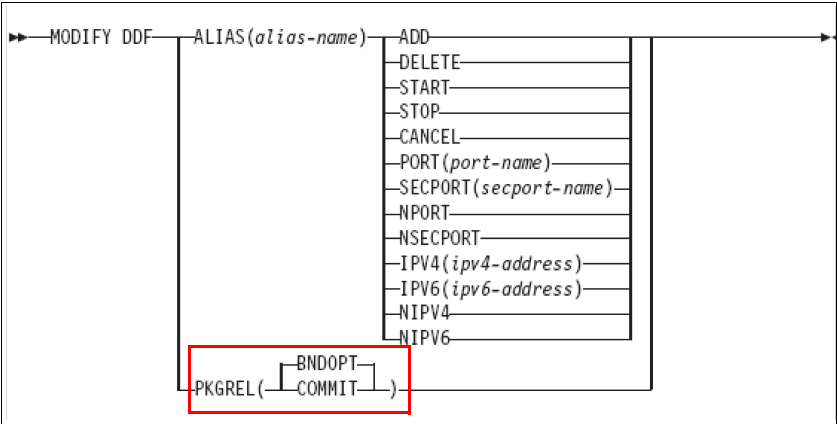 MODIFY DDF ALIAS(alias-name) ADD
DELETE
START
STOP
CANCEL
PORT(port-name)
SECPORT(secport-name)
NPORT
NSECPORT
IPV4(ipv4-address)
IPV6(ipv6-address)
NIPV4
NIPV6
BNDOPT
PKGREL( COMMIT )